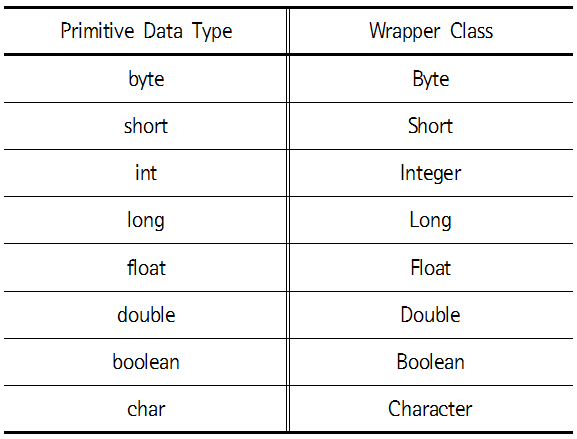 Primitive Data Type Wrapper Class
byte Byte
short Short
int Integer
long Long
float Float
double Double
boolean Boolean
char Character